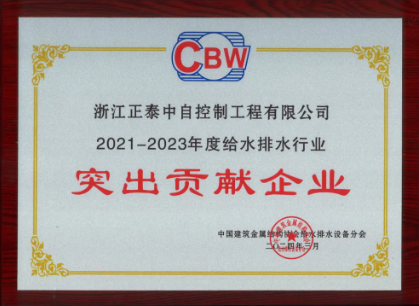 CBW
浙江正泰中自控制工程有限公司
2021-2023年度给水排水行业
突出贡献企业
中国建筑金属结构协会给水排水设备分会
二〇二四年三月